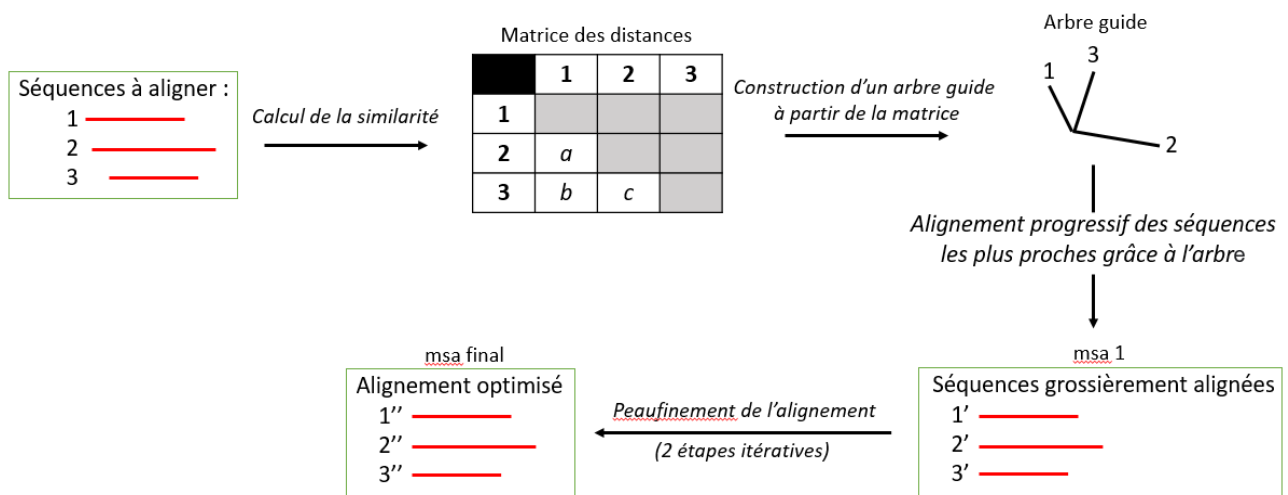 Séquences à aligner :
1
2
3
Calcul de la similarité
Matrice des distances
1 2 3
1
2 a
3 b c
Construction d'un arbre guide
à partir de la matrice
Arbre guide
1
3
2
Alignement progressif des séquences
les plus proches grâce à l'arbre
msa 1
Séquences grossièrement alignées
1'
2'
3'
Peaufinement de l'alignement
(2 étapes itératives)
msa final
Alignement optimisé
1''
2''
3''